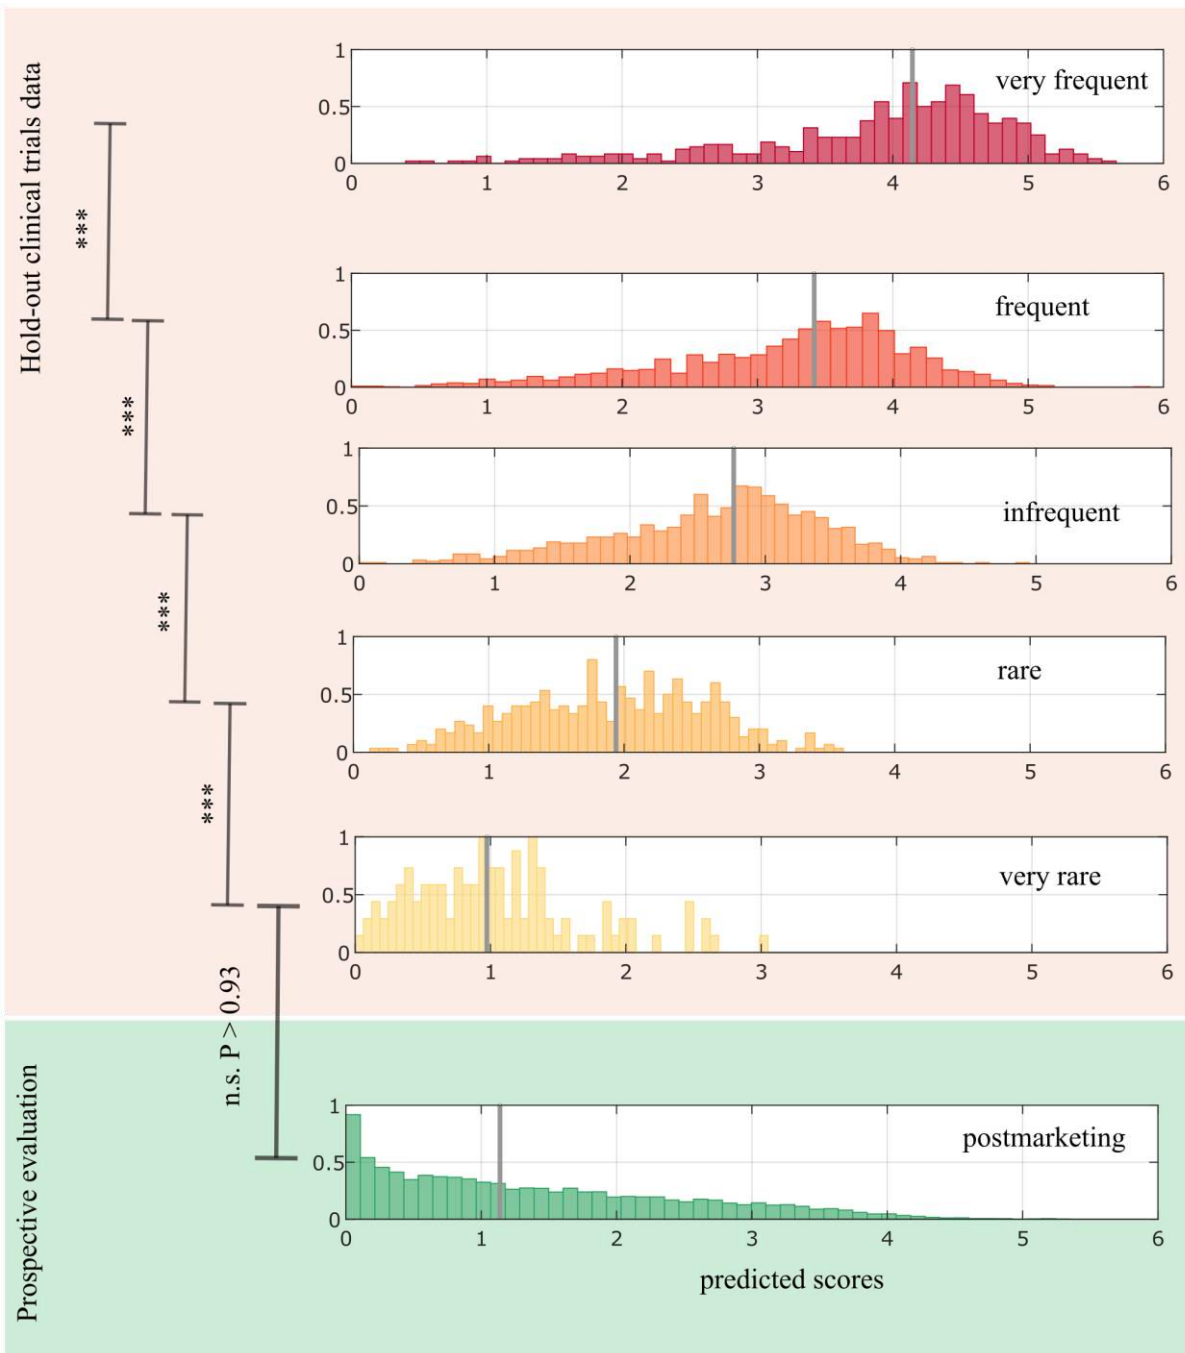 Hold-out clinical trials data
1
0.5
0
very frequent
0 1 2 3 4 5 6
***
1
0.5
0
frequent
0 1 2 3 4 5 6
***
1
0.5
0
infrequent
0 1 2 3 4 5 6
***
1
0.5
0
rare
0 1 2 3 4 5 6
***
1
0.5
0
very rare
0 1 2 3 4 5 6
n.s. P > 0.93
Prospective evaluation
1
0.5
0
postmarketing
0 1 2 3 4 5 6
predicted scores